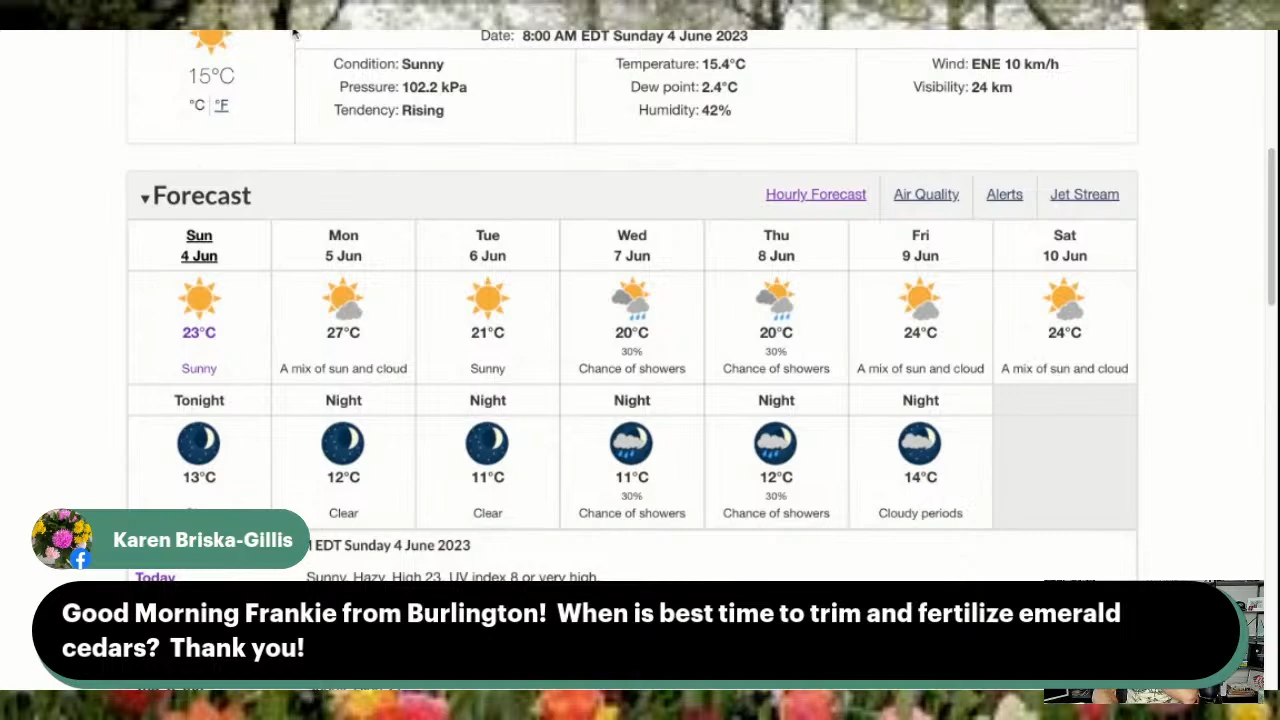 Date: 8:00 AM EDT Sunday 4 June 2023
15°C
°C °F
Condition: Sunny
Pressure: 102.2 kPa
Tendency: Rising
Temperature: 15.4°C
Dew point: 2.4°C
Humidity: 42%
Wind: ENE 10 km/h
Visibility: 24 km
▾Forecast
Hourly Forecast Air Quality Alerts Jet Stream
Sun Mon Tue Wed Thu Fri Sat
4 Jun 5 Jun 6 Jun 7 Jun 8 Jun 9 Jun 10 Jun
23°C 27°C 21°C 20°C 20°C 24°C 24°C
30% 30%
Sunny A mix of sun and cloud Sunny Chance of showers Chance of showers A mix of sun and cloud A mix of sun and cloud
Tonight Night Night Night Night Night
13°C 12°C 11°C 11°C 12°C 14°C
30% 30%
Clear Clear Chance of showers Chance of showers Cloudy periods
EDT Sunday 4 June 2023
Today Sunny. Hazy. High 23. UV index 8 or very high.
Karen Briska-Gillis
Good Morning Frankie from Burlington! When is best time to trim and fertilize emerald
cedars? Thank you!